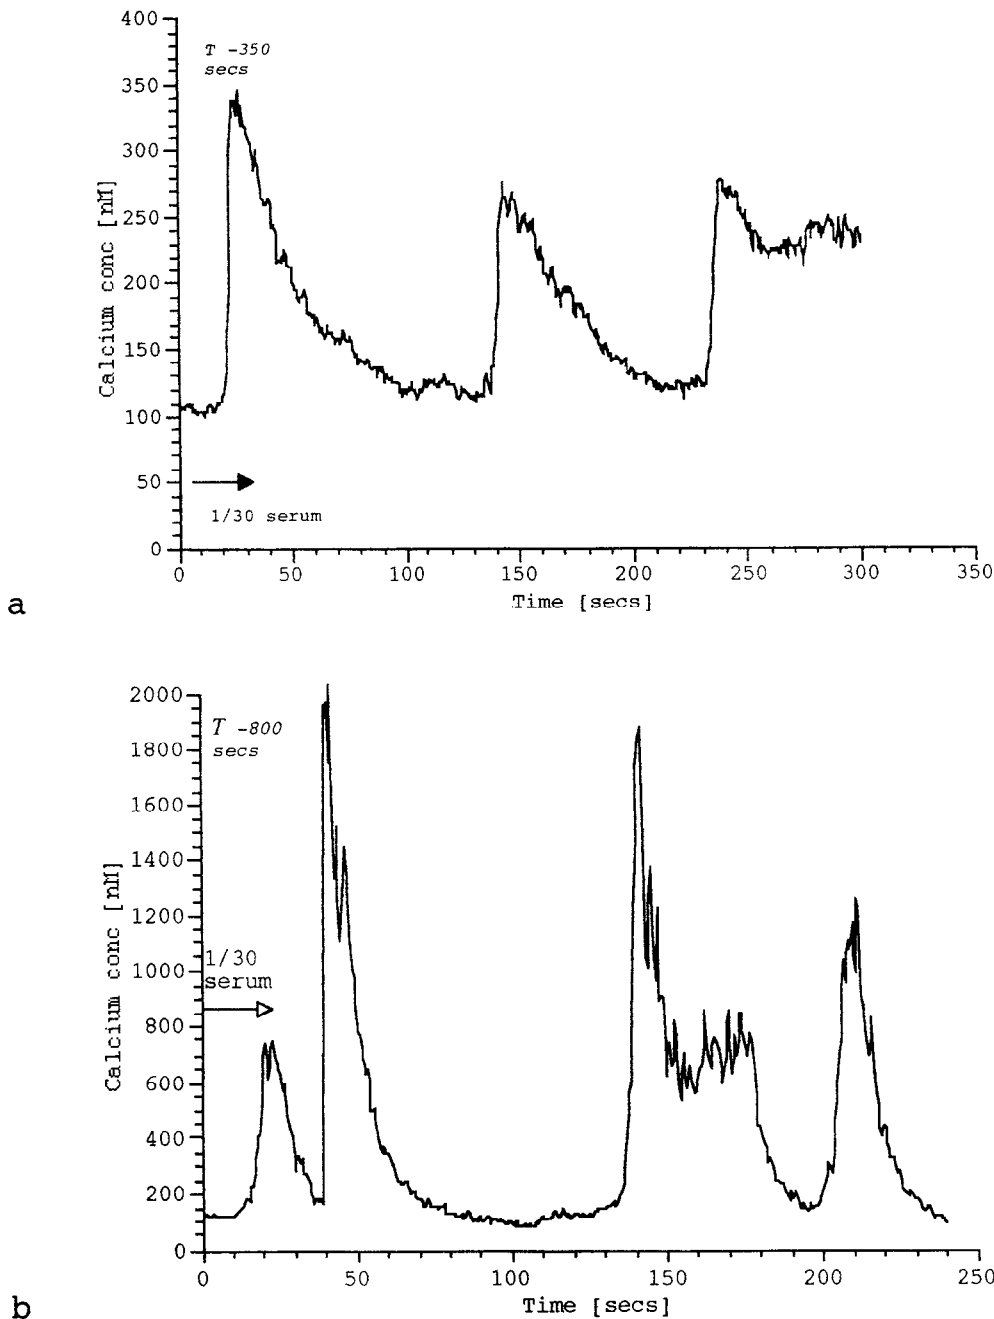 400
T -350
secs
350
300
250
200
150
100
50
0
Calcium conc [nM]
1/30 serum
0 50 100 150 200 250 300 350
Time [secs]
a
2000
T -800
secs
1800
1600
1400
1200
1000
800
600
400
200
0
Calcium conc [nM]
1/30
serum
0 50 100 150 200 250
Time [secs]
b